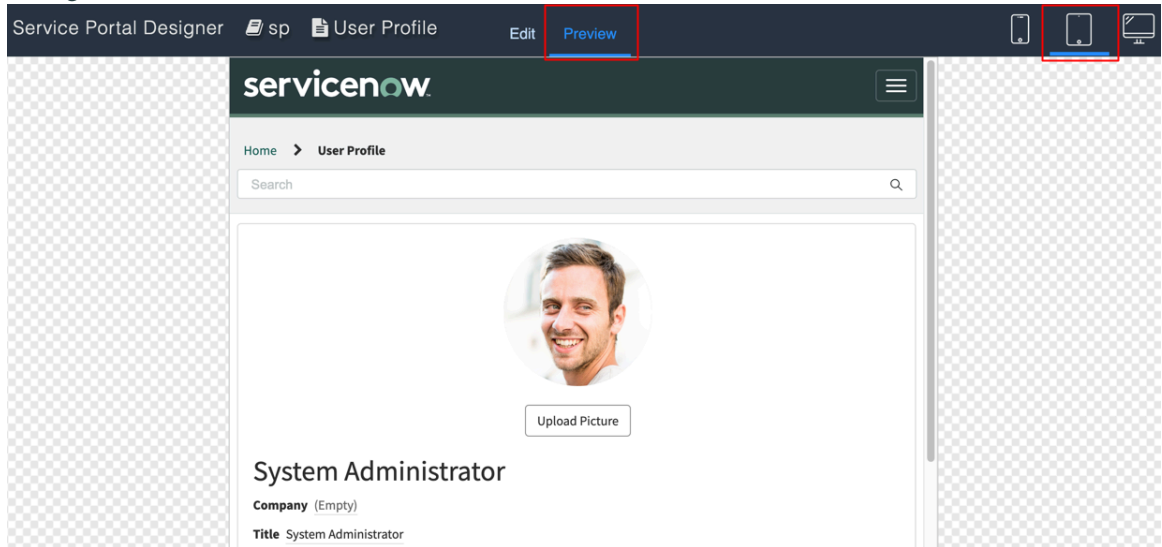 Service Portal Designer sp User Profile Edit Preview
servicenow
Home User Profile
Search
Upload Picture
System Administrator
Company (Empty)
Title System Administrator